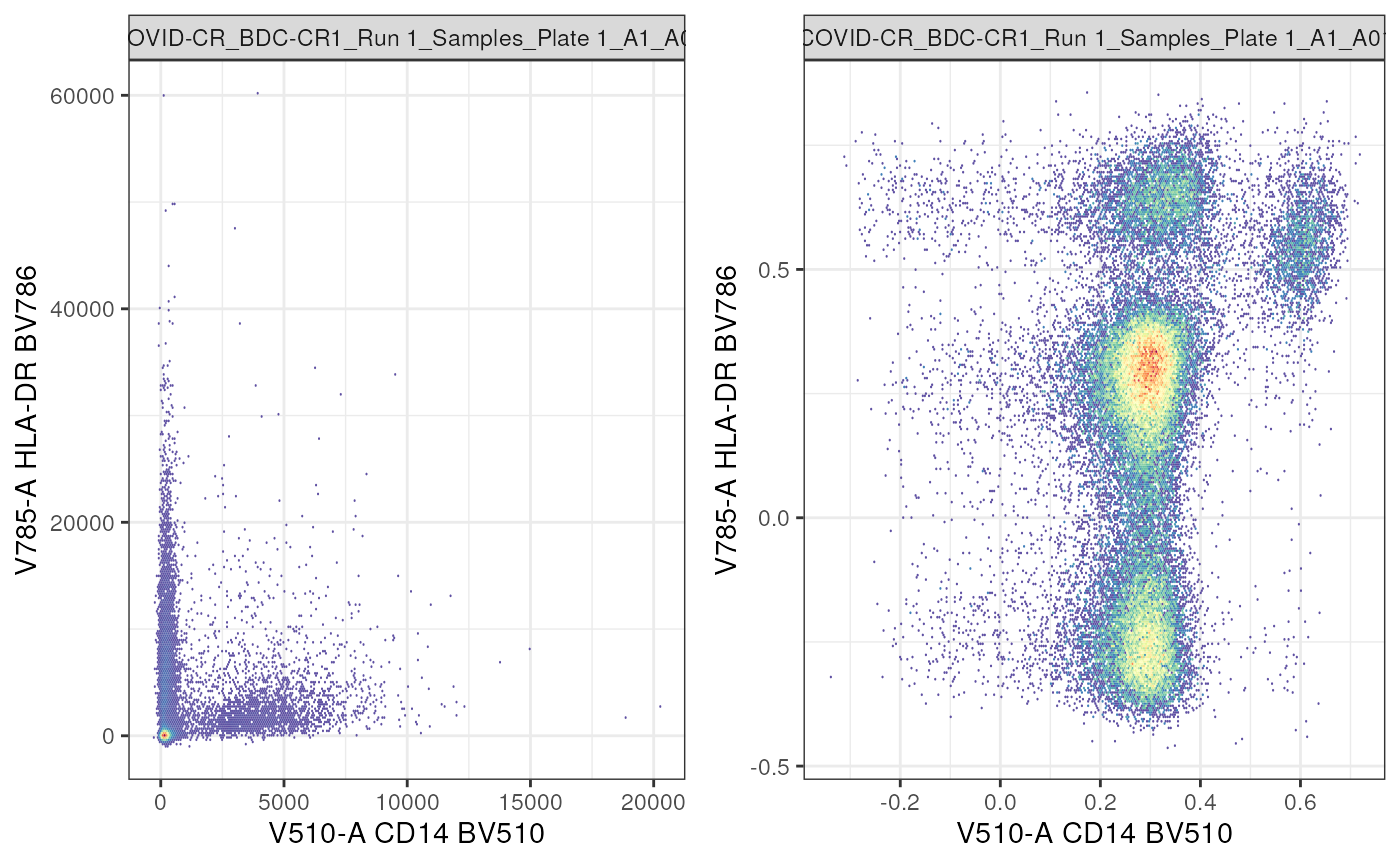 OVID-CR_BDC-CR1_Run 1_Samples_Plate 1_A1_A0
COVID-CR_BDC-CR1_Run 1_Samples_Plate 1_A1_A0
V785-A HLA-DR BV786
60000
40000
20000
0
0
5000
10000
15000
20000
V510-A CD14 BV510
V785-A HLA-DR BV786
0.5
0.0
-0.5
-0.2
0.0
0.2
0.4
0.6
V510-A CD14 BV510